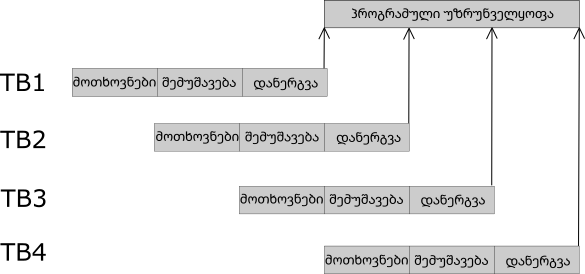 პროგრამული უზრუნველყოფა
TB1 მოთხოვნები შემუშავება დანერგვა
TB2 მოთხოვნები შემუშავება დანერგვა
TB3 მოთხოვნები შემუშავება დანერგვა
TB4 მოთხოვნები შემუშავება დანერგვა